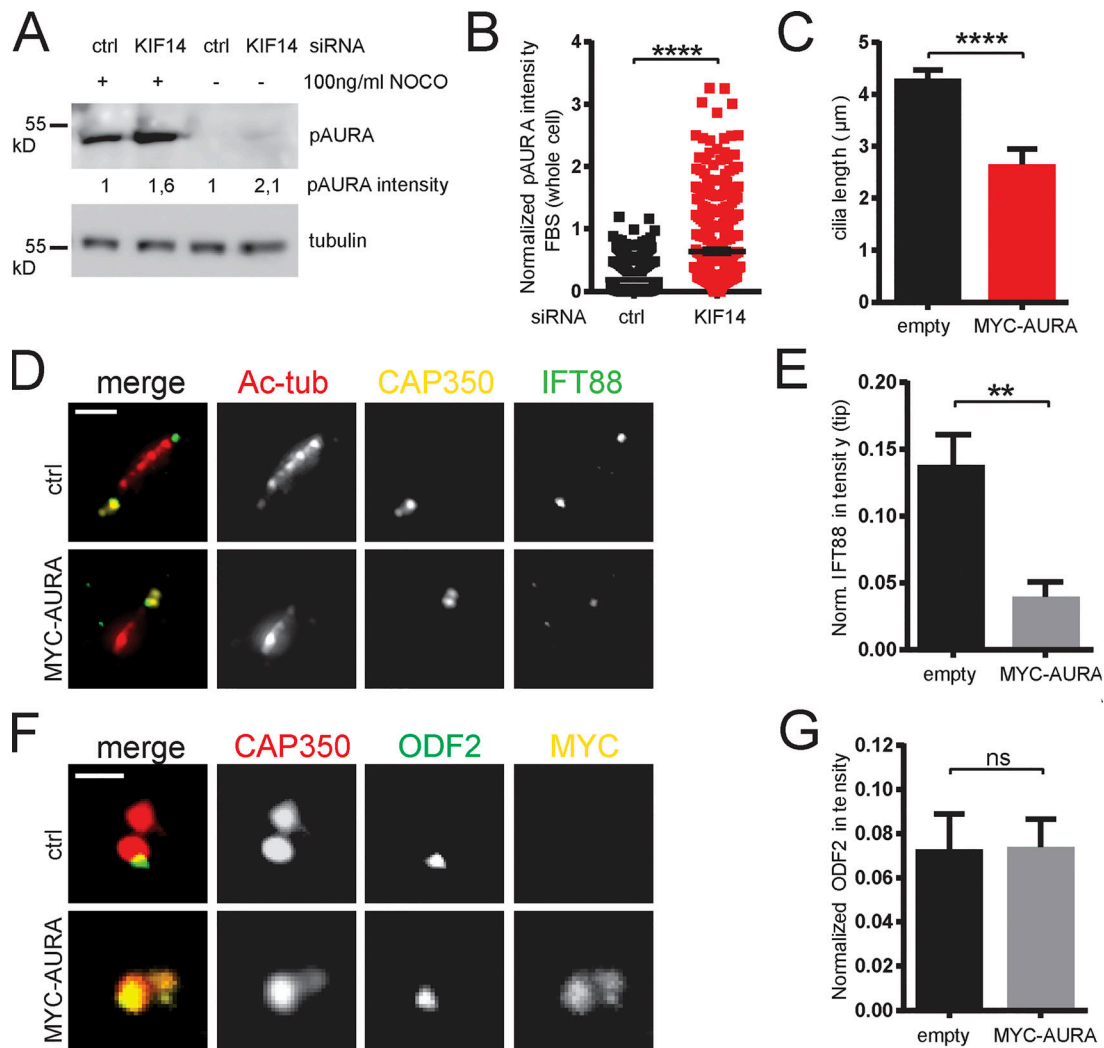 A
ctrl KIF14 ctrl KIF14 siRNA
+ + - - 100ng/ml NOCO
55
kD
pAURA
1 1,6 1 2,1 pAURA intensity
55
kD
tubulin
B
Normalized pAURA intensity
FBS (whole cell)
4
3
2
1
0
****
siRNA ctrl KIF14
C
cilia length (µm)
5
4
3
2
1
0
****
empty MYC-AURA
D
merge Ac-tub CAP350 IFT88
ctrl
MYC-AURA
E
Norm. IFT88 intensity (tip)
0.20
0.15
0.10
0.05
0.00
**
empty MYC-AURA
F
merge CAP350 ODF2 MYC
ctrl
MYC-AURA
G
Normalized ODF2 intensity
0.12
0.10
0.08
0.06
0.04
0.02
0.00
ns
empty MYC-AURA